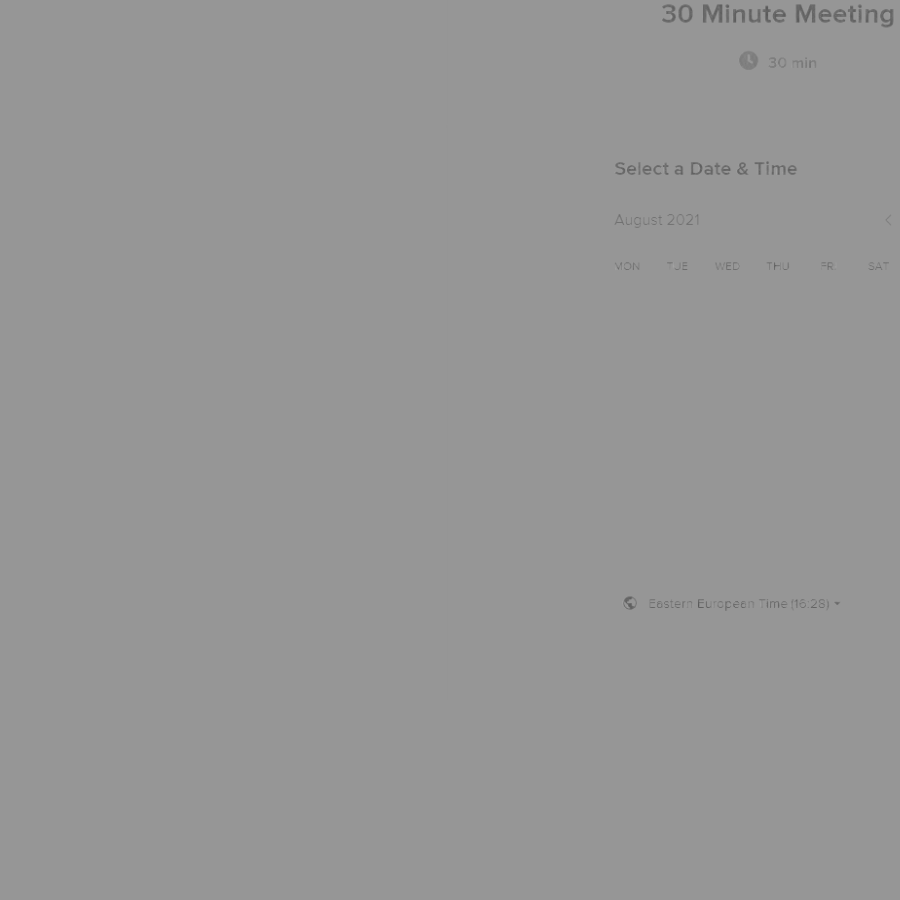 30 Minute Meeting
30 min
Select a Date & Time
August 2021
MON TUE WED THU FRI SAT
Eastern European Time (16:28)